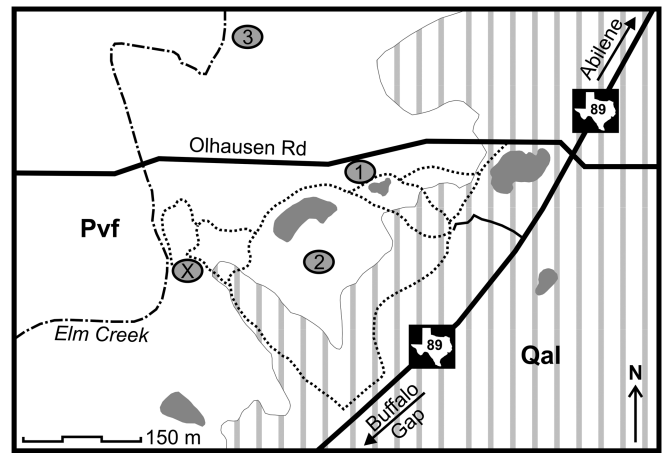 3
Abilene
89
Olhausen Rd
1
Pvf
2
X
Elm Creek
89
Qal
Buffalo
Gap
N
150 m